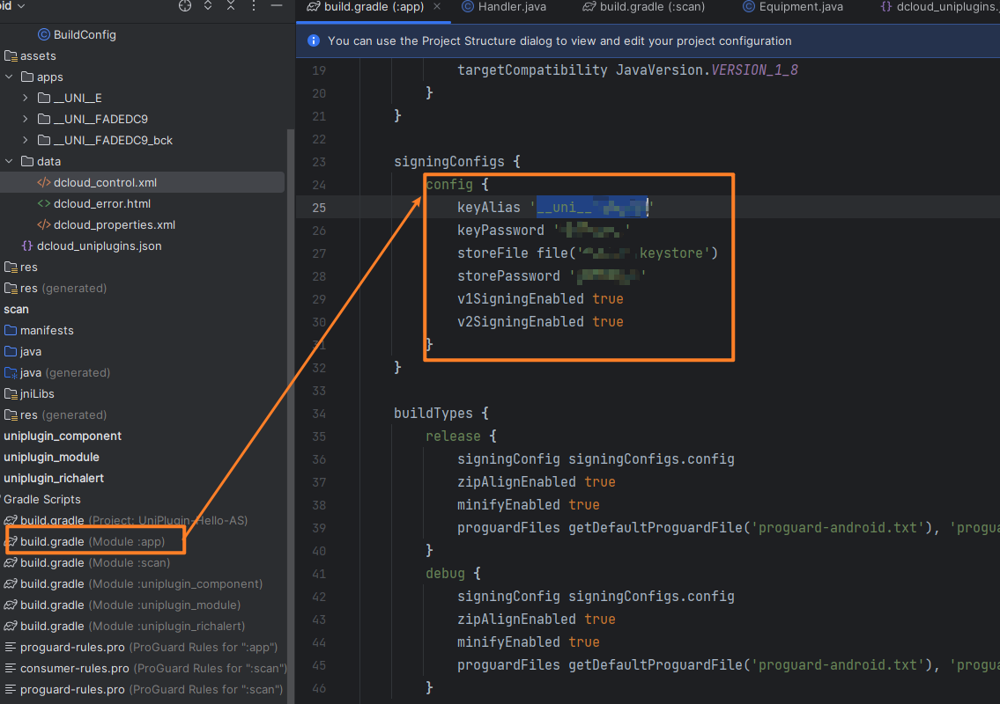 oid
BuildConfig
assets
apps
__UNI__E
__UNI__FADEDC9
__UNI__FADEDC9_bck
data
dcloud_control.xml
dcloud_error.html
dcloud_properties.xml
dcloud_uniplugins.json
res
res (generated)
scan
manifests
java
java (generated)
jniLibs
res (generated)
uniplugin_component
uniplugin_module
uniplugin_richalert
Gradle Scripts
build.gradle (Project: UniPlugin-Hello-AS)
build.gradle (Module :app)
build.gradle (Module :scan)
build.gradle (Module :uniplugin_component)
build.gradle (Module :uniplugin_module)
build.gradle (Module :uniplugin_richalert)
proguard-rules.pro (ProGuard Rules for ":app")
consumer-rules.pro (ProGuard Rules for ":scan")
proguard-rules.pro (ProGuard Rules for ":scan")
build.gradle (:app) Handler.java build.gradle (:scan) Equipment.java dcloud_uniplugins.
You can use the Project Structure dialog to view and edit your project configuration
19 targetCompatibility JavaVersion.VERSION_1_8
20 }
21 }
22
23 signingConfigs {
24 config {
25 keyAlias '__uni__'
26 keyPassword ' '
27 storeFile file(' keystore')
28 storePassword ' '
29 v1SigningEnabled true
30 v2SigningEnabled true
31 }
32 }
33
34 buildTypes {
35 release {
36 signingConfig signingConfigs.config
37 zipAlignEnabled true
38 minifyEnabled true
39 proguardFiles getDefaultProguardFile('proguard-android.txt'), 'progua
40 }
41 debug {
42 signingConfig signingConfigs.config
43 zipAlignEnabled true
44 minifyEnabled true
45 proguardFiles getDefaultProguardFile('proguard-android.txt'), 'progua
46 }